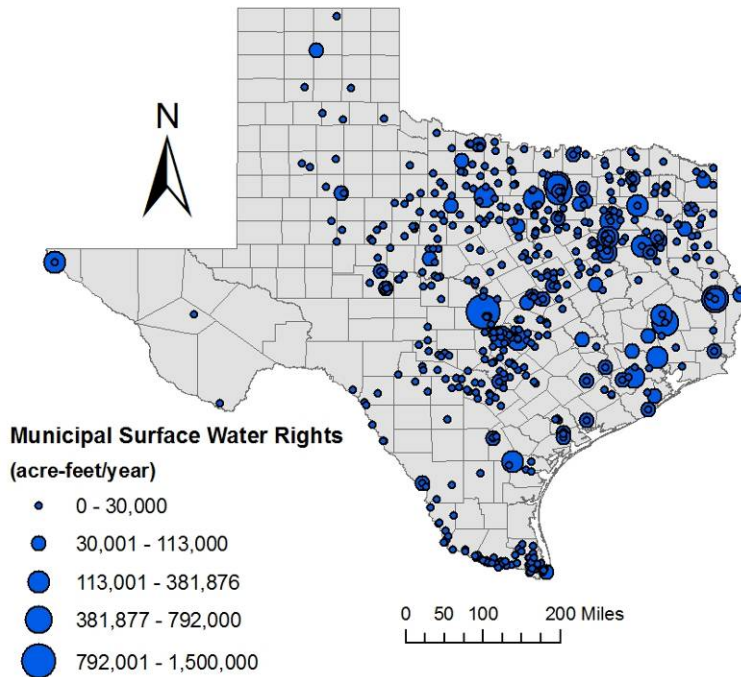 N
Municipal Surface Water Rights
(acre-feet/year)
0 - 30,000
30,001 - 113,000
113,001 - 381,876
381,877 - 792,000
792,001 - 1,500,000
0 50 100 200 Miles